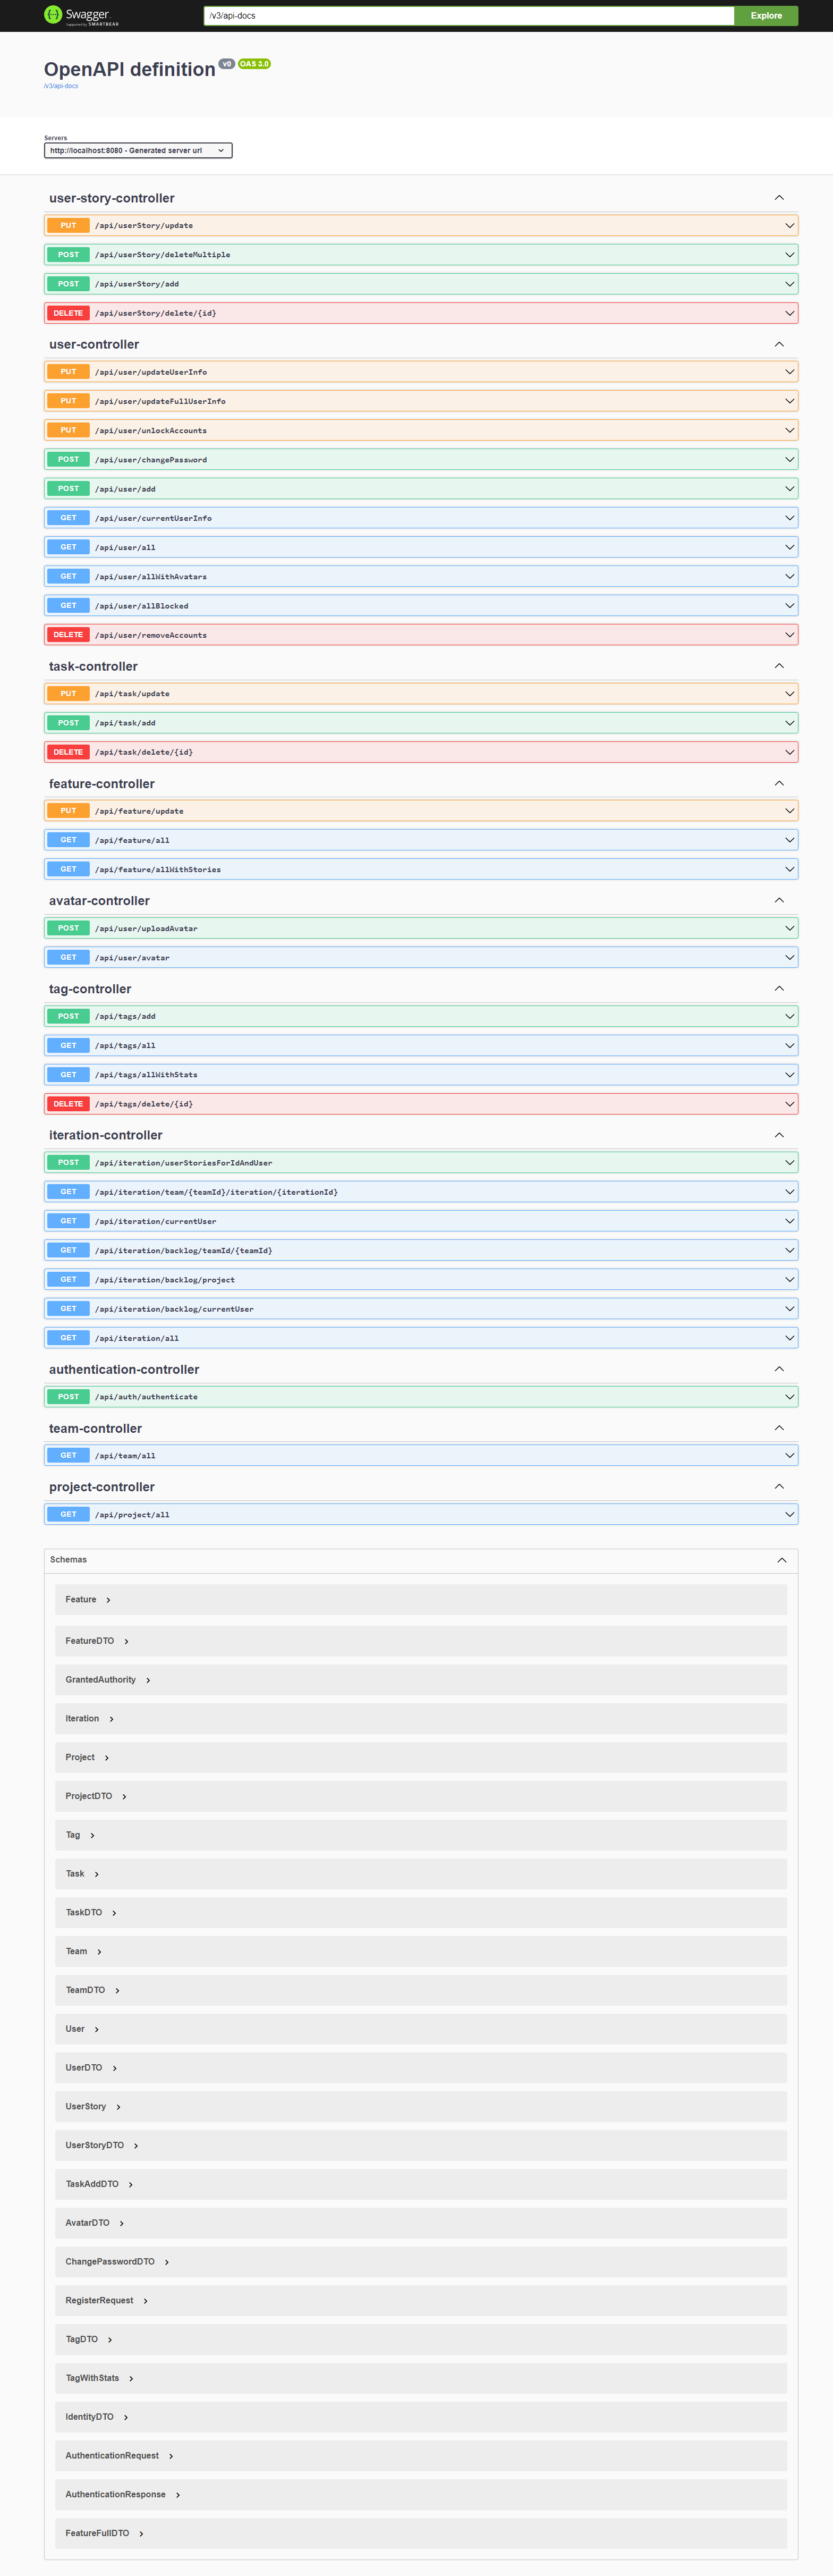 Swagger
Supported by SMARTBEAR
/v3/api-docs
Explore
OpenAPI definition v0 OAS 3.0
/v3/api-docs
Servers
http://localhost:8080 - Generated server url
user-story-controller
PUT /api/userStory/update
POST /api/userStory/deleteMultiple
POST /api/userStory/add
DELETE /api/userStory/delete/{id}
user-controller
PUT /api/user/updateUserInfo
PUT /api/user/updateFullUserInfo
PUT /api/user/unlockAccounts
POST /api/user/changePassword
POST /api/user/add
GET /api/user/currentUserInfo
GET /api/user/all
GET /api/user/allWithAvatars
GET /api/user/allBlocked
DELETE /api/user/removeAccounts
task-controller
PUT /api/task/update
POST /api/task/add
DELETE /api/task/delete/{id}
feature-controller
PUT /api/feature/update
GET /api/feature/all
GET /api/feature/allWithStories
avatar-controller
POST /api/user/uploadAvatar
GET /api/user/avatar
tag-controller
POST /api/tags/add
GET /api/tags/all
GET /api/tags/allWithStats
DELETE /api/tags/delete/{id}
iteration-controller
POST /api/iteration/userStoriesForIdAndUser
GET /api/iteration/team/{teamId}/iteration/{iterationId}
GET /api/iteration/currentUser
GET /api/iteration/backlog/teamId/{teamId}
GET /api/iteration/backlog/project
GET /api/iteration/backlog/currentUser
GET /api/iteration/all
authentication-controller
POST /api/auth/authenticate
team-controller
GET /api/team/all
project-controller
GET /api/project/all
Schemas
Feature
FeatureDTO
GrantedAuthority
Iteration
Project
ProjectDTO
Tag
Task
TaskDTO
Team
TeamDTO
User
UserDTO
UserStory
UserStoryDTO
TaskAddDTO
AvatarDTO
ChangePasswordDTO
RegisterRequest
TagDTO
TagWithStats
IdentityDTO
AuthenticationRequest
AuthenticationResponse
FeatureFullDTO